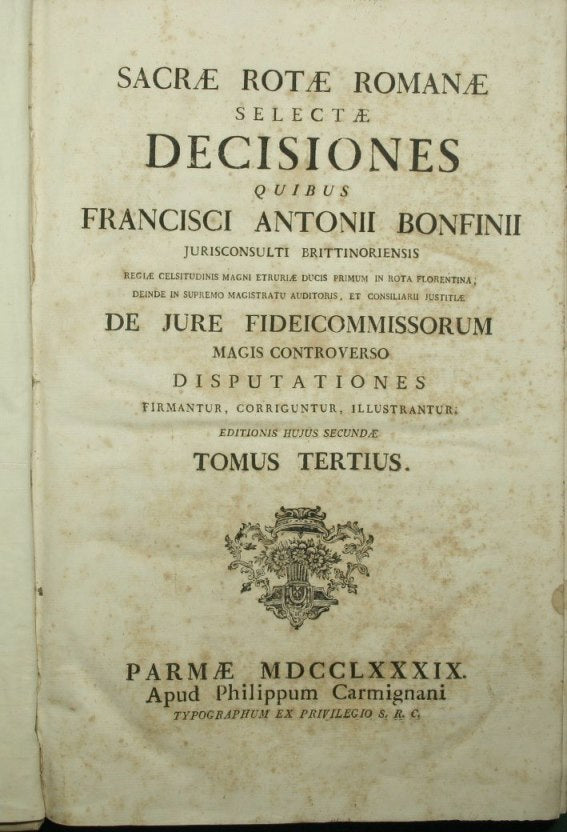 SACRÆ ROTÆ ROMANÆ
SELECTÆ
DECISIONES
QUIBUS
FRANCISCI ANTONII BONFINII
JURISCONSULTI BRITTINORIENSIS
REGIÆ CELSITUDINIS MAGNI ETRURIÆ DUCIS PRIMUM IN ROTA FLORENTINA,
DEINDE IN SUPREMO MAGISTRATU AUDITORIS, ET CONSILIARII JUSTITIÆ
DE JURE FIDEICOMMISSORUM
MAGIS CONTROVERSO
DISPUTATIONES
FIRMANTUR, CORRIGUNTUR, ILLUSTRANTUR.
EDITIONIS HUJUS SECUNDÆ
TOMUS TERTIUS.
PARMÆ MDCCLXXXIX.
Apud Philippum Carmignani
TYPOGRAPHUM EX PRIVILEGIO S. R. C.